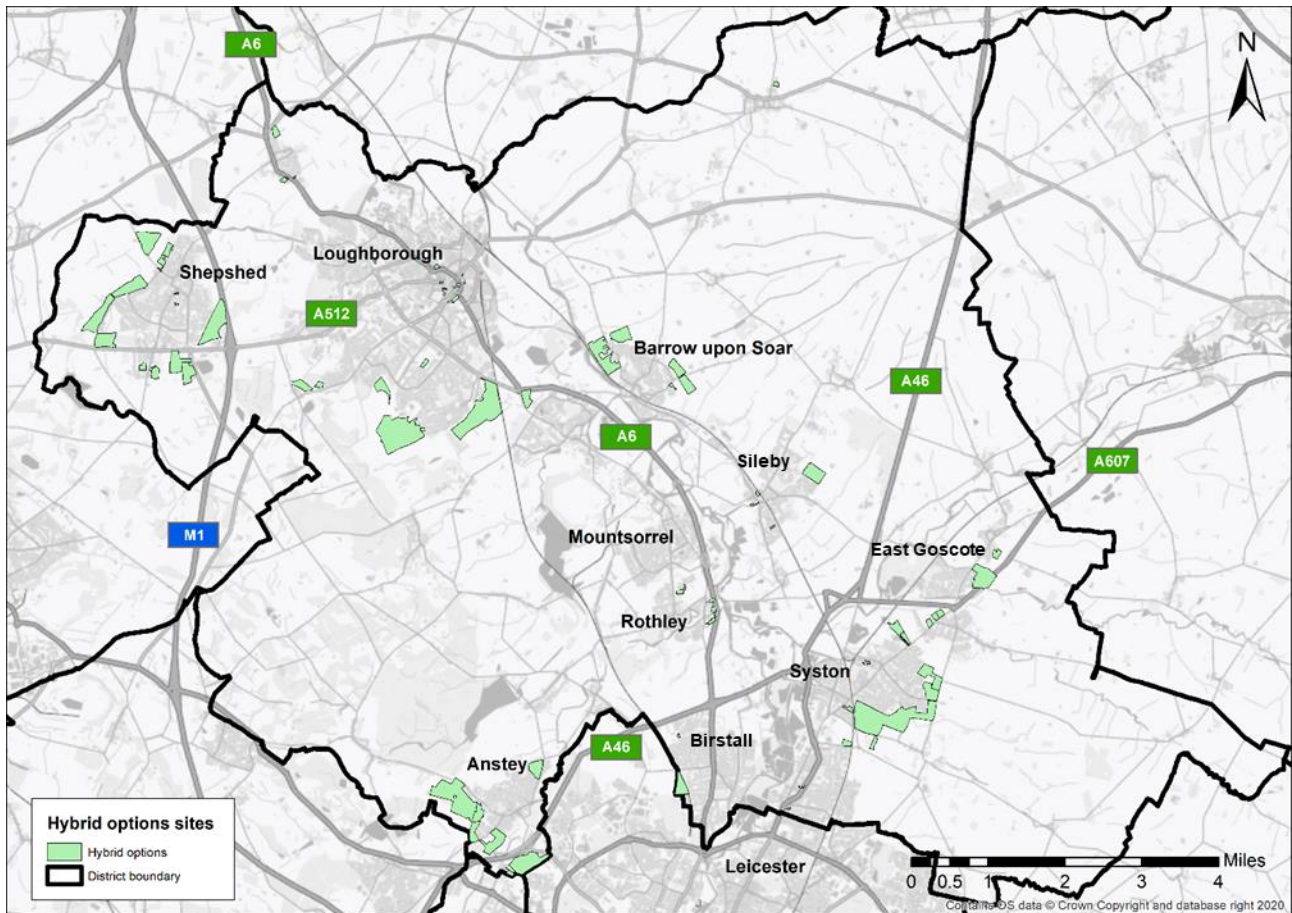 A6
N
Shepshed
Loughborough
A512
Barrow upon Soar
A46
A6
A607
Sileby
M1
Mountsorrel
East Goscote
Rothley
Syston
Birstall
A46
Anstey
Hybrid options sites
Hybrid options
District boundary
Leicester
Miles
0 0.5 1 2 3 4
Contains OS data © Crown Copyright and database right 2020